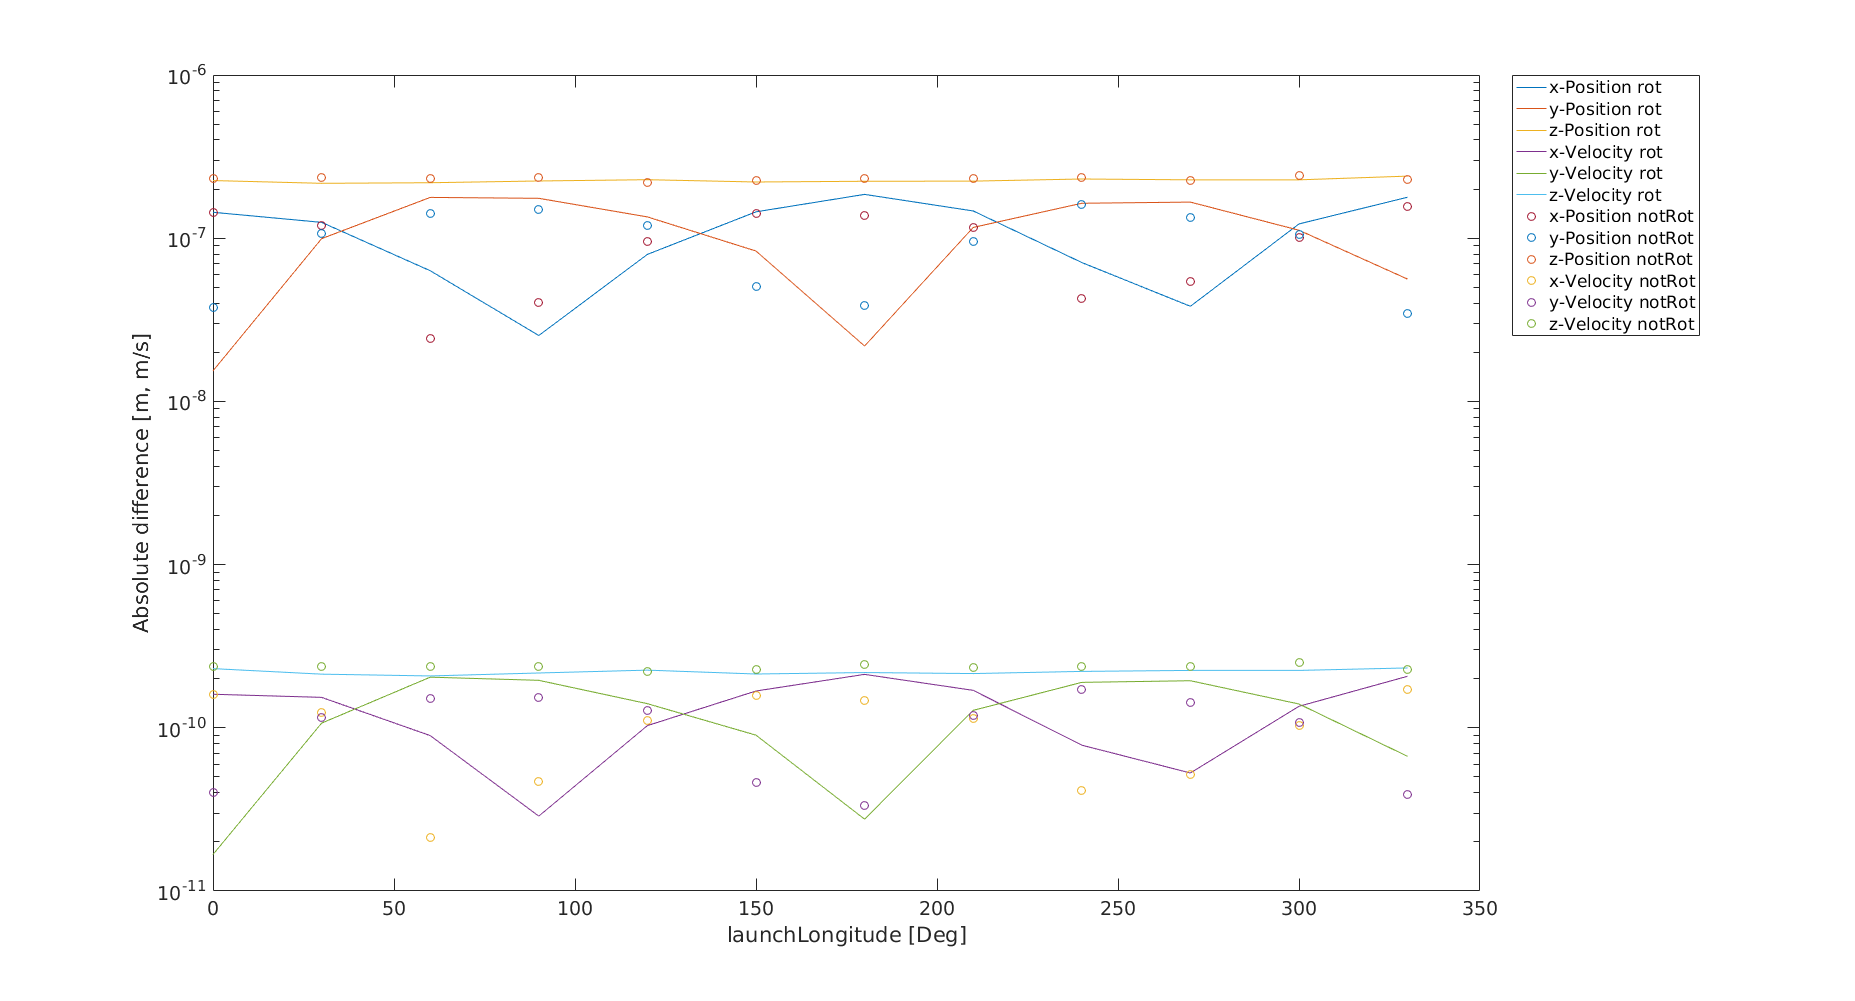 10-6
10-7
10-8
10-9
10-10
10-11
Absolute difference [m, m/s]
0 50 100 150 200 250 300 350
launchLongitude [Deg]
x-Position rot
y-Position rot
z-Position rot
x-Velocity rot
y-Velocity rot
z-Velocity rot
x-Position notRot
y-Position notRot
z-Position notRot
x-Velocity notRot
y-Velocity notRot
z-Velocity notRot